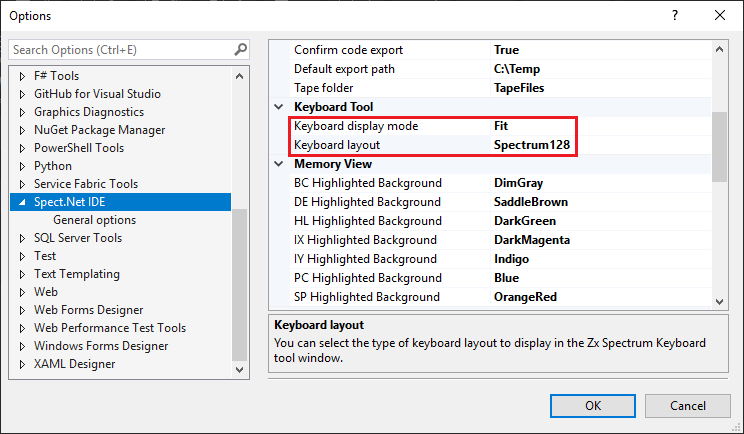 Options
Search Options (Ctrl+E)
F# Tools
GitHub for Visual Studio
Graphics Diagnostics
NuGet Package Manager
PowerShell Tools
Python
Service Fabric Tools
Spect.Net IDE
General options
SQL Server Tools
Test
Text Templating
Web
Web Forms Designer
Web Performance Test Tools
Windows Forms Designer
XAML Designer
Confirm code export True
Default export path C:\Temp
Tape folder TapeFiles
Keyboard Tool
Keyboard display mode Fit
Keyboard layout Spectrum128
Memory View
BC Highlighted Background DimGray
DE Highlighted Background SaddleBrown
HL Highlighted Background DarkGreen
IX Highlighted Background DarkMagenta
IY Highlighted Background Indigo
PC Highlighted Background Blue
SP Highlighted Background OrangeRed
Keyboard layout
You can select the type of keyboard layout to display in the Zx Spectrum Keyboard
tool window.
OK Cancel